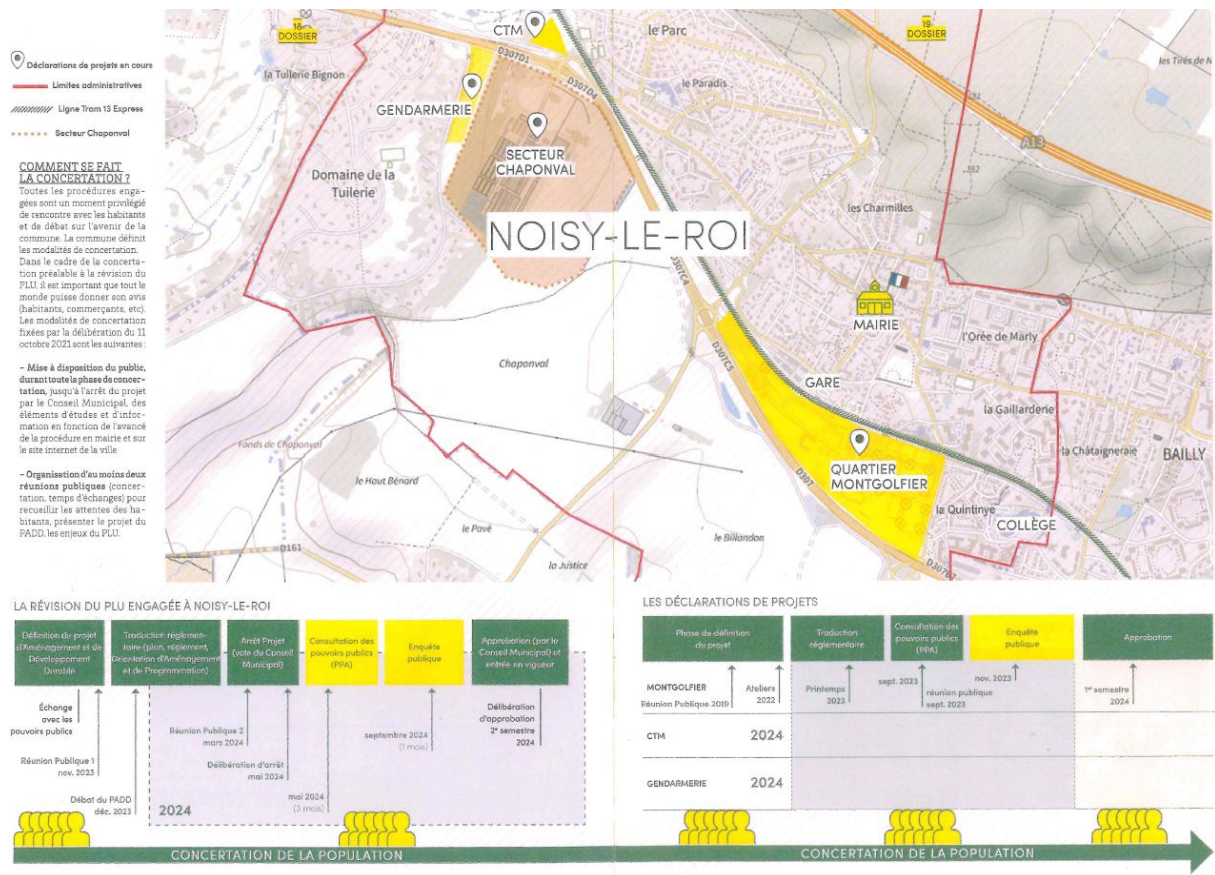 18
DOSSIER
19
DOSSIER
Déclarations de projets en cours
Limites administratives
Ligne Tram 13 Express
Secteur Chaponval
COMMENT SE FAIT
LA CONCERTATION ?
Toutes les procédures enga-
gées sont un moment privilégié
de rencontre avec les habitants
et de débat sur l'avenir de la
commune. La commune définit
les modalités de concertation.
Dans le cadre de la concerta-
tion préalable à la révision du
PLU, il est important que tout le
monde puisse donner son avis
(habitants, commerçants, etc).
Les modalités de concertation
fixées par la délibération du 11
octobre 2021 sont les suivantes :
- Mise à disposition du public,
durant toute la phase de concer-
tation, jusqu'à l'arrêt du projet
par le Conseil Municipal, des
éléments d'études et d'infor-
mation en fonction de l'avancé
de la procédure en mairie et sur
le site internet de la ville
- Organisation d'au moins deux
réunions publiques (concer-
tation, temps d'échanges) pour
recueillir les attentes des ha-
bitants, présenter le projet du
PADD, les enjeux du PLU.
CTM
le Parc
les Tirés de N
la Tuilerie Bignon
D307D1
D307D4
le Paradis
GENDARMERIE
A13
SECTEUR
CHAPONVAL
Domaine de la
Tuilerie
les Charmilles
NOISY-LE-ROI
D307C4
MAIRIE
l'Orée de Marly
D307C5
Chaponval
GARE
la Gaillarderie
Fonds de Chaponval
la Châtaigneraie
BAILLY
QUARTIER
MONTGOLFIER
le Haut Bénard
D307
la Quintinye
COLLÈGE
le Pavé
le Billandon
D161
la Justice
D307B7
LA RÉVISION DU PLU ENGAGÉE À NOISY-LE-ROI
Définition du projet
d'Aménagement et de
Développement
Durable
Traduction réglemen-
taire (plan, règlement,
Orientation d'Aménagement
et de Programmation)
Arrêt Projet
(vote du Conseil
Municipal)
Consultation des
pouvoirs publics
(PPA)
Enquête
publique
Approbation (par le
Conseil Municipal) et
entrée en vigueur
Échange
avec les
pouvoirs publics
Réunion Publique 1
nov. 2023
Débat du PADD
déc. 2023
Réunion Publique 2
mars 2024
Délibération d'arrêt
mai 2024
mai 2024
(3 mois)
septembre 2024
(1 mois)
Délibération
d'approbation
2e semestre
2024
2024
CONCERTATION DE LA POPULATION
LES DÉCLARATIONS DE PROJETS
Phase de définition
du projet
Traduction
réglementaire
Consultation des
pouvoirs publics
(PPA)
Enquête
publique
Approbation
MONTGOLFIER
Réunion Publique 2019
Ateliers
2022
Printemps
2023
sept. 2023
réunion publique
sept. 2023
nov. 2023
1er semestre
2024
CTM
2024
GENDARMERIE
2024
CONCERTATION DE LA POPULATION